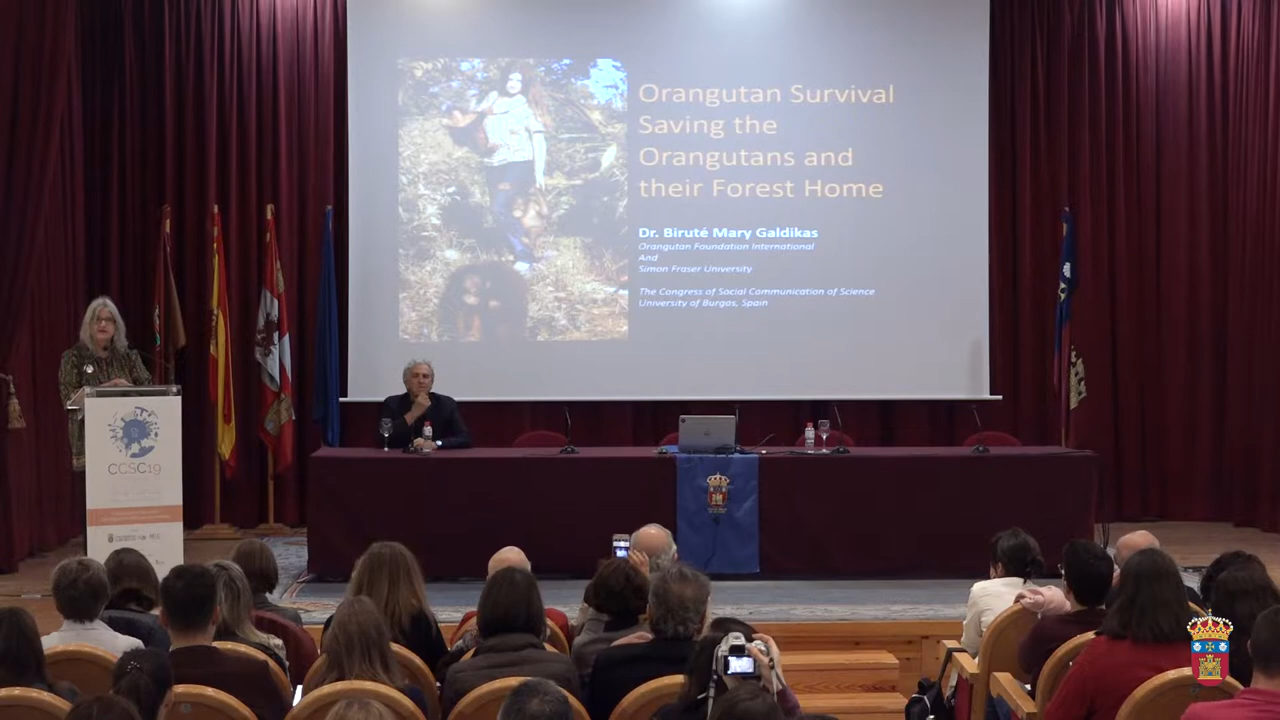 Orangutan Survival
Saving the
Orangutans and
their Forest Home
Dr. Biruté Mary Galdikas
Orangutan Foundation International
And
Simon Fraser University
The Congress of Social Communication of Science
University of Burgos, Spain
CCSC19